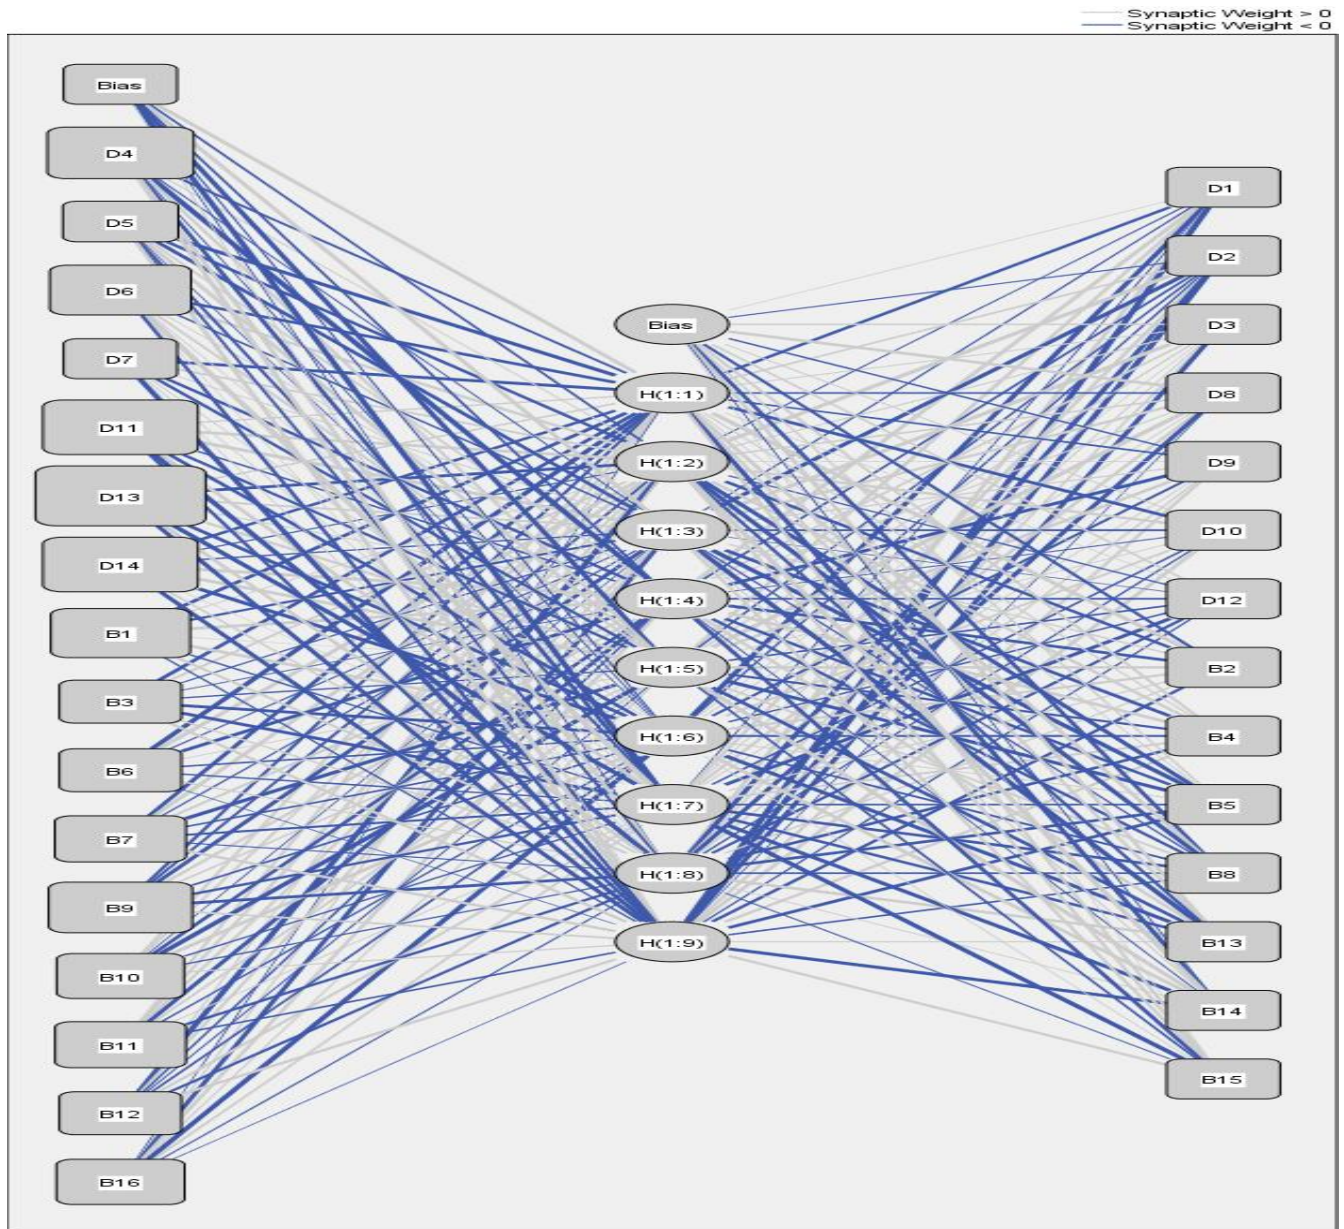 Synaptic Weight > 0
Synaptic Weight < 0
Bias
D4
D5
D6
D7
D11
D13
D14
B1
B3
B6
B7
B9
B10
B11
B12
B16
Bias
H(1:1)
H(1:2)
H(1:3)
H(1:4)
H(1:5)
H(1:6)
H(1:7)
H(1:8)
H(1:9)
D1
D2
D3
D8
D9
D10
D12
B2
B4
B5
B8
B13
B14
B15